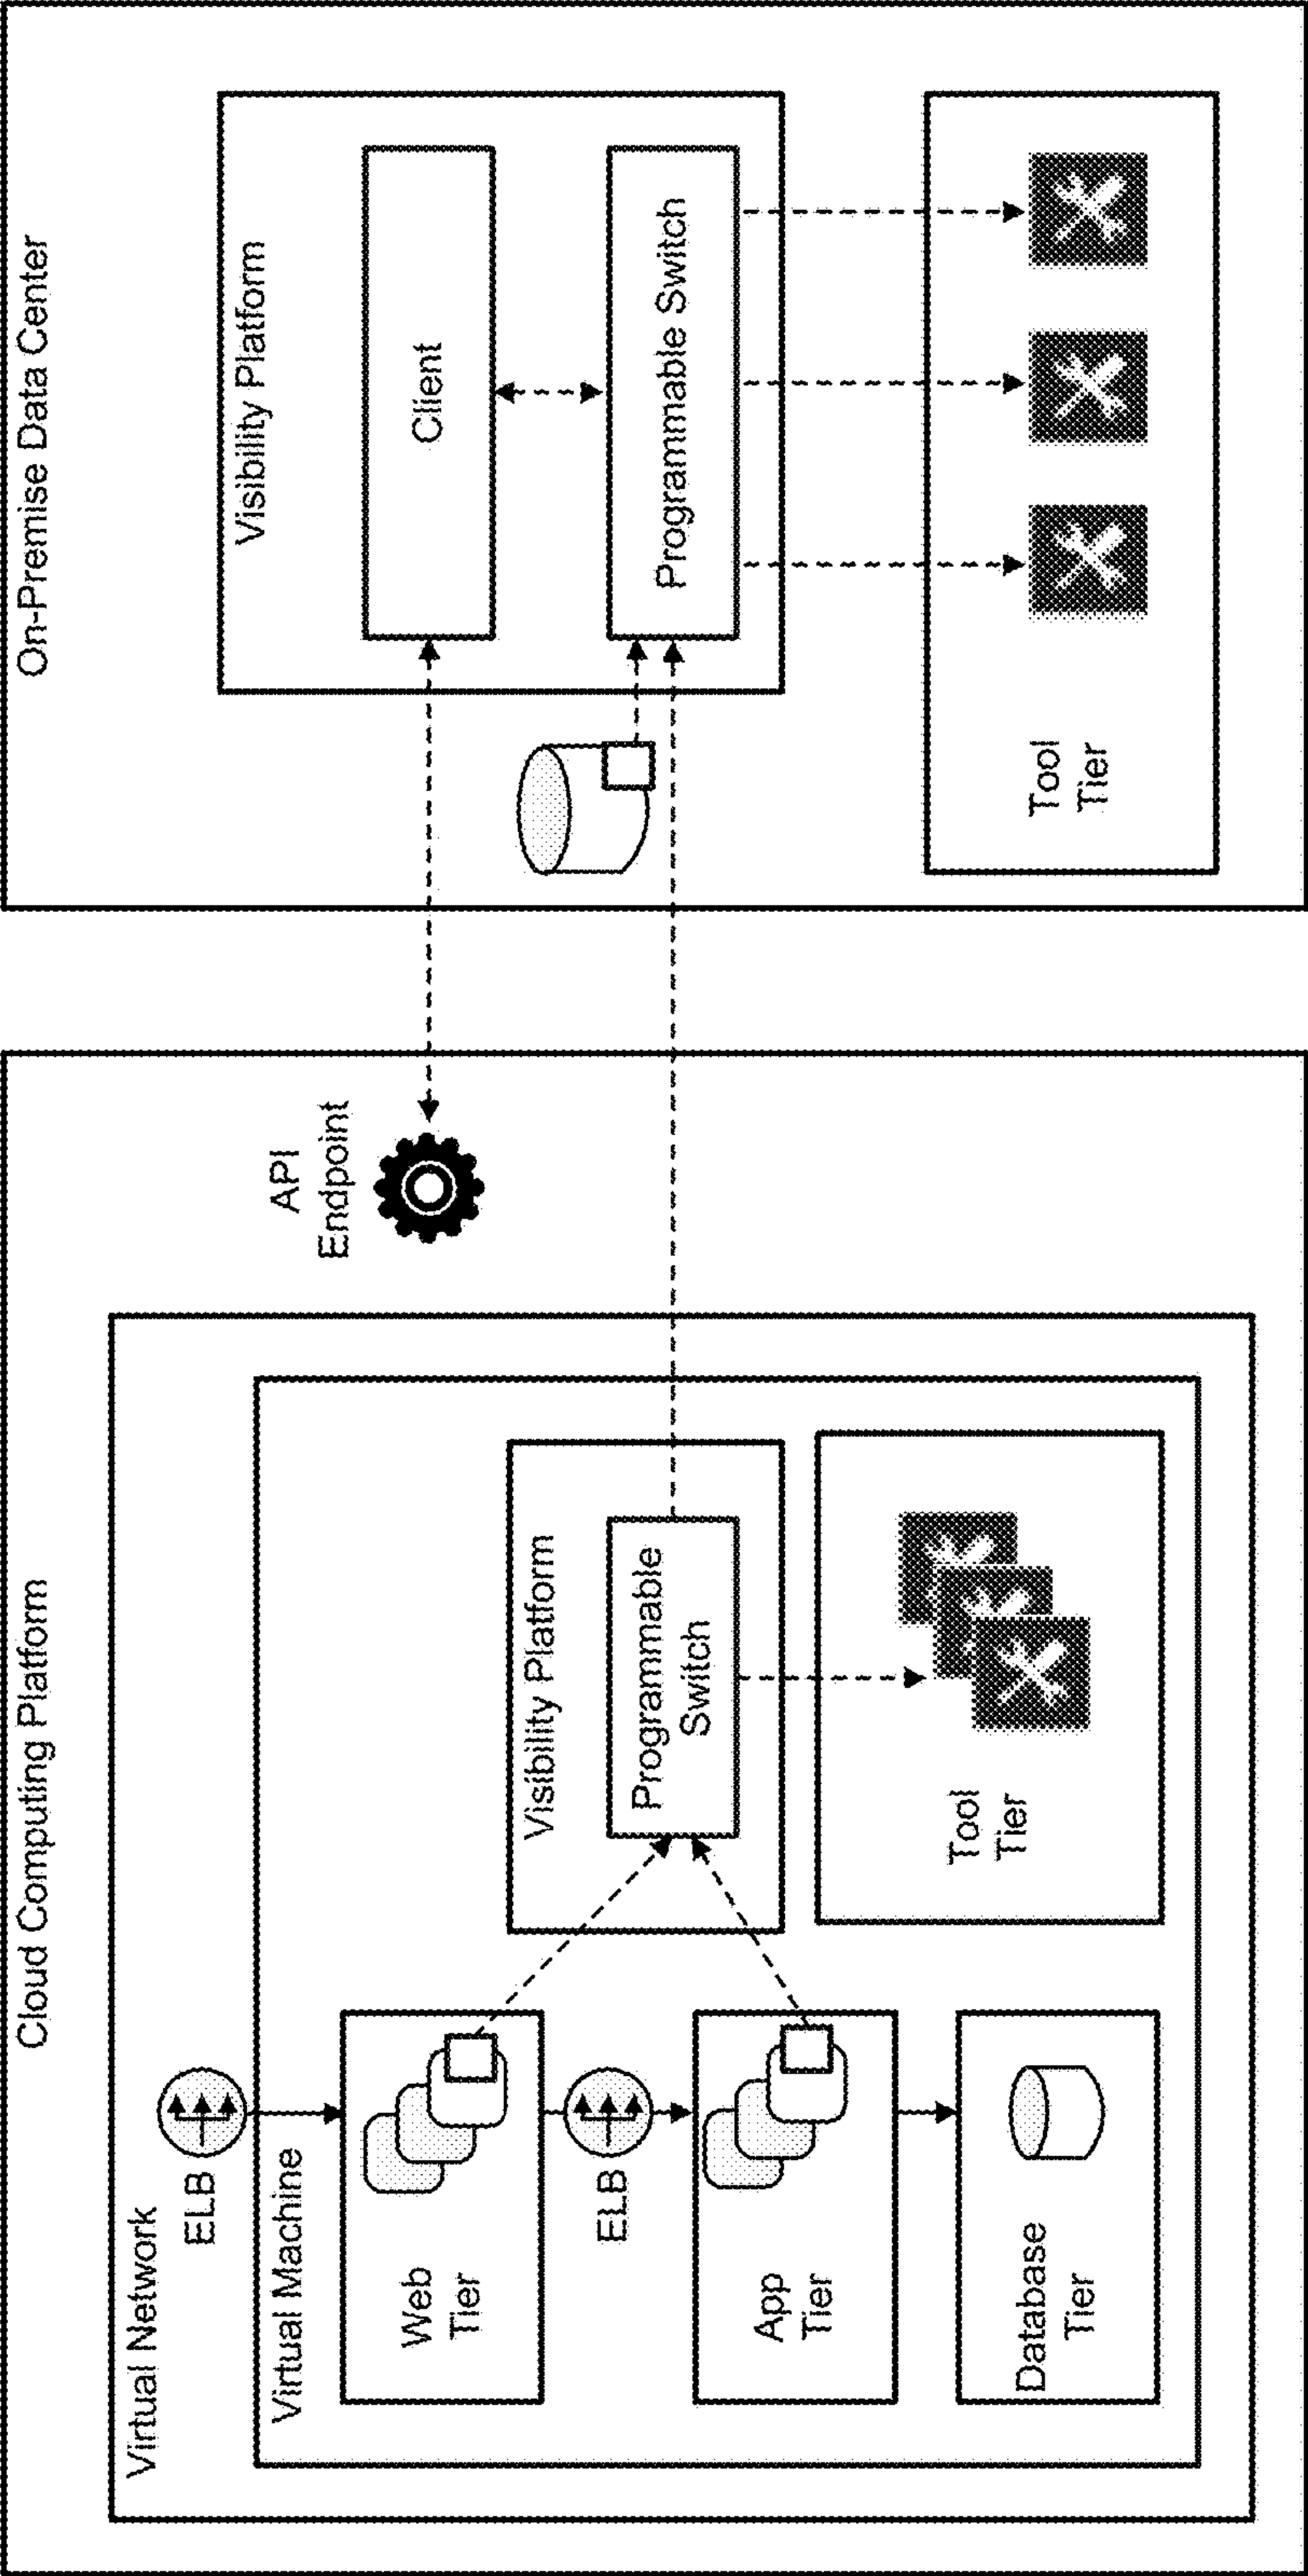 Cloud Computing Platform
Virtual Network
ELB
Virtual Machine
Web
Tier
ELB
App
Tier
Database
Tier
Visibility Platform
Programmable
Switch
Tool
Tier
API
Endpoint
On-Premise Data Center
Visibility Platform
Client
Programmable Switch
Tool
Tier